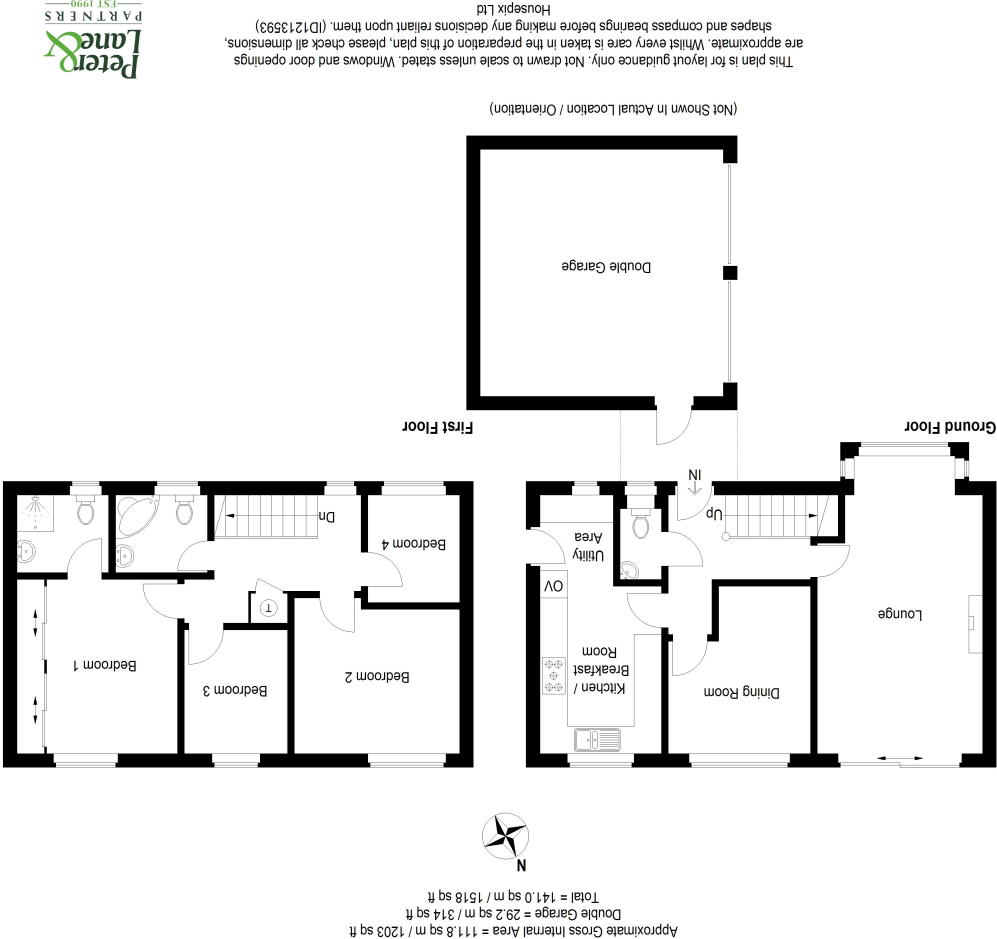 Approximate Gross Internal Area = 111.8 sq m / 1203 sq ft
Double Garage = 29.2 sq m / 314 sq ft
Total = 141.0 sq m / 1518 sq ft
N
Lounge
Dining Room
Kitchen /
Breakfast
Room
OV
Utility
Area
Up
IN
Ground Floor
Bedroom 2
Bedroom 3
Bedroom 1
T
Bedroom 4
Dn
First Floor
Double Garage
(Not Shown In Actual Location / Orientation)
This plan is for layout guidance only. Not drawn to scale unless stated. Windows and door openings
are approximate. Whilst every care is taken in the preparation of this plan, please check all dimensions,
shapes and compass bearings before making any decisions reliant upon them. (ID1213593)
Housepix Ltd
Peter
Lane &
PARTNERS
EST 1990